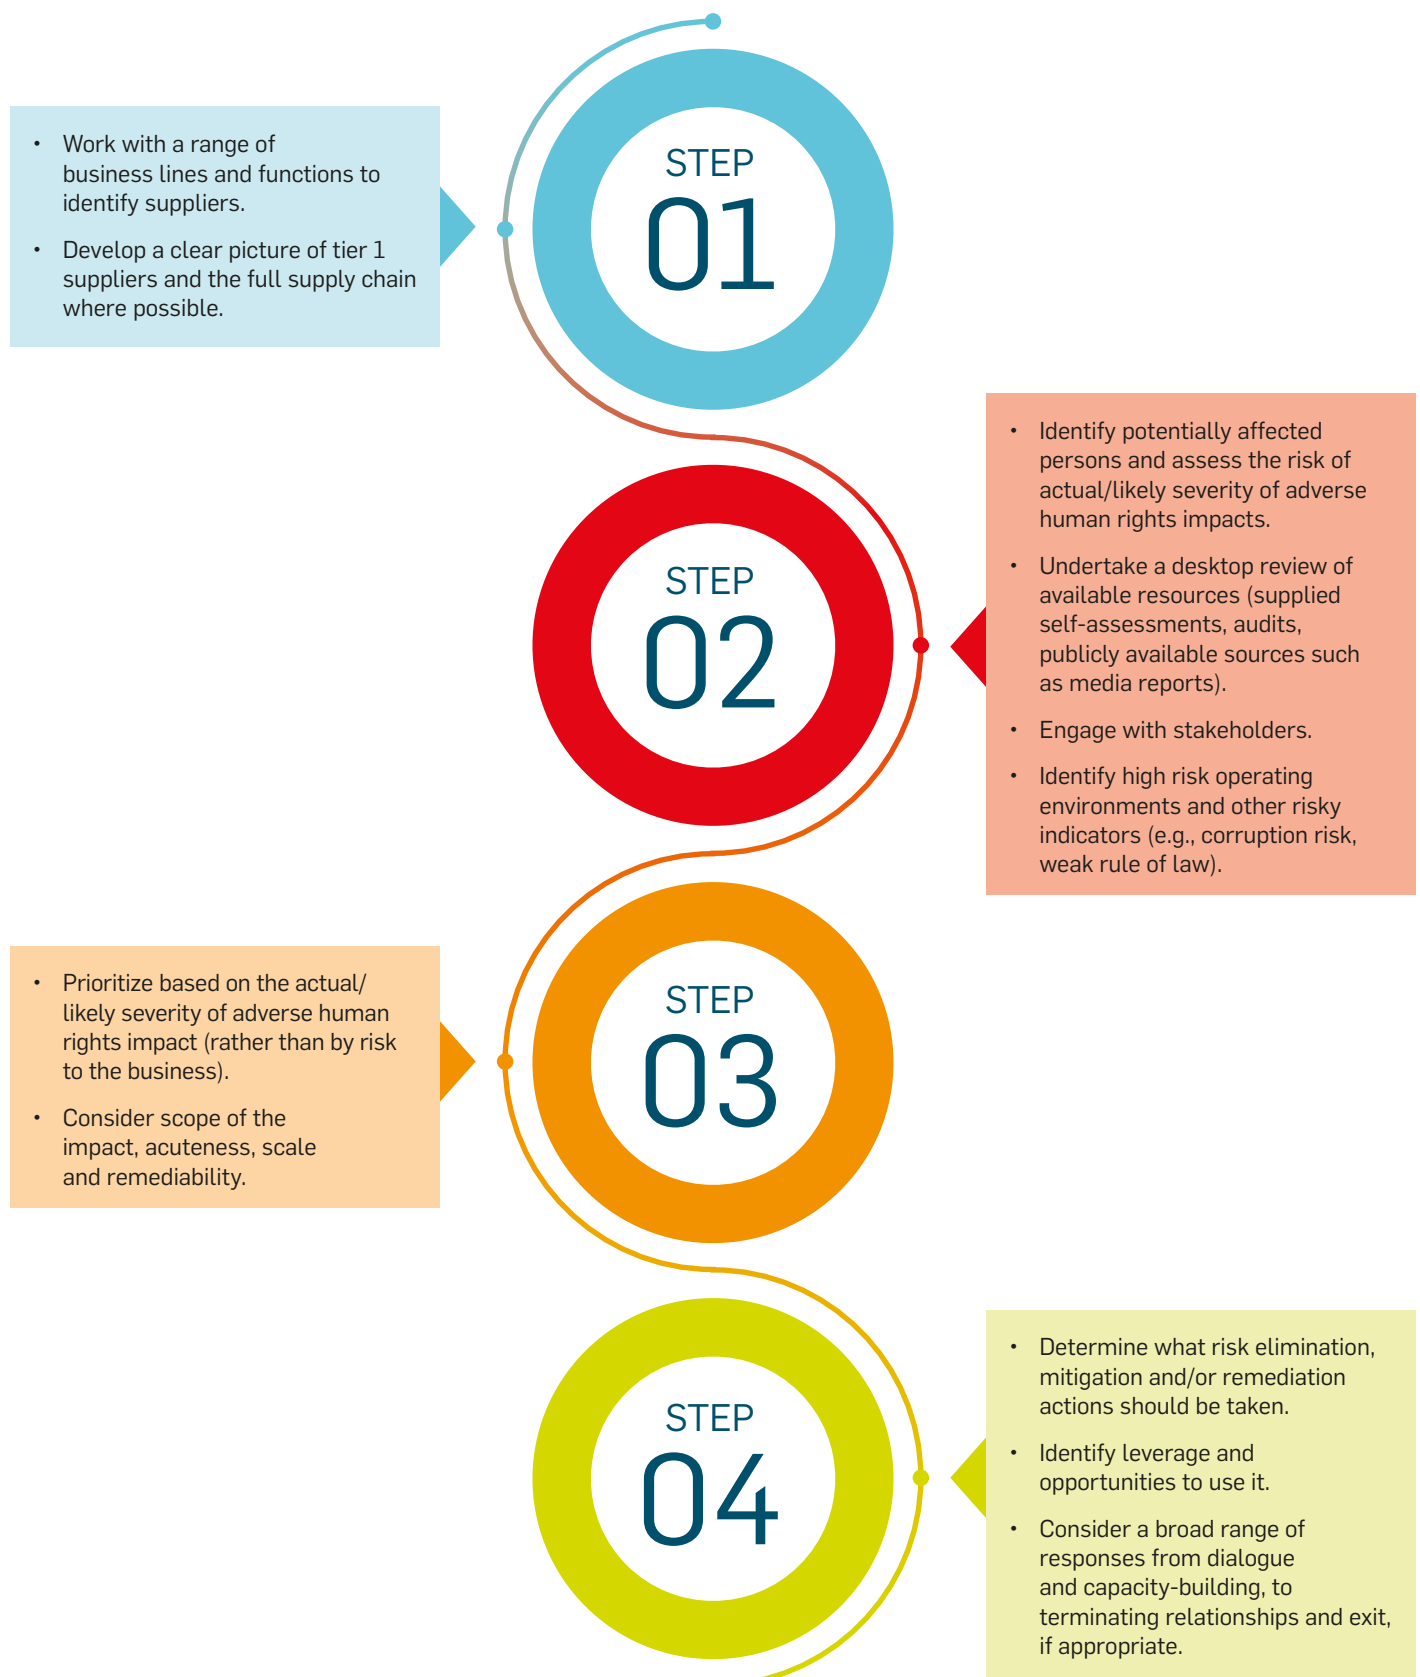 STEP
01
• Work with a range of
business lines and functions to
identify suppliers.
• Develop a clear picture of tier 1
suppliers and the full supply chain
where possible.
STEP
02
• Identify potentially affected
persons and assess the risk of
actual/likely severity of adverse
human rights impacts.
• Undertake a desktop review of
available resources (supplied
self-assessments, audits,
publicly available sources such
as media reports).
• Engage with stakeholders.
• Identify high risk operating
environments and other risky
indicators (e.g., corruption risk,
weak rule of law).
STEP
03
• Prioritize based on the actual/
likely severity of adverse human
rights impact (rather than by risk
to the business).
• Consider scope of the
impact, acuteness, scale
and remediability.
STEP
04
• Determine what risk elimination,
mitigation and/or remediation
actions should be taken.
• Identify leverage and
opportunities to use it.
• Consider a broad range of
responses from dialogue
and capacity-building, to
terminating relationships and exit,
if appropriate.